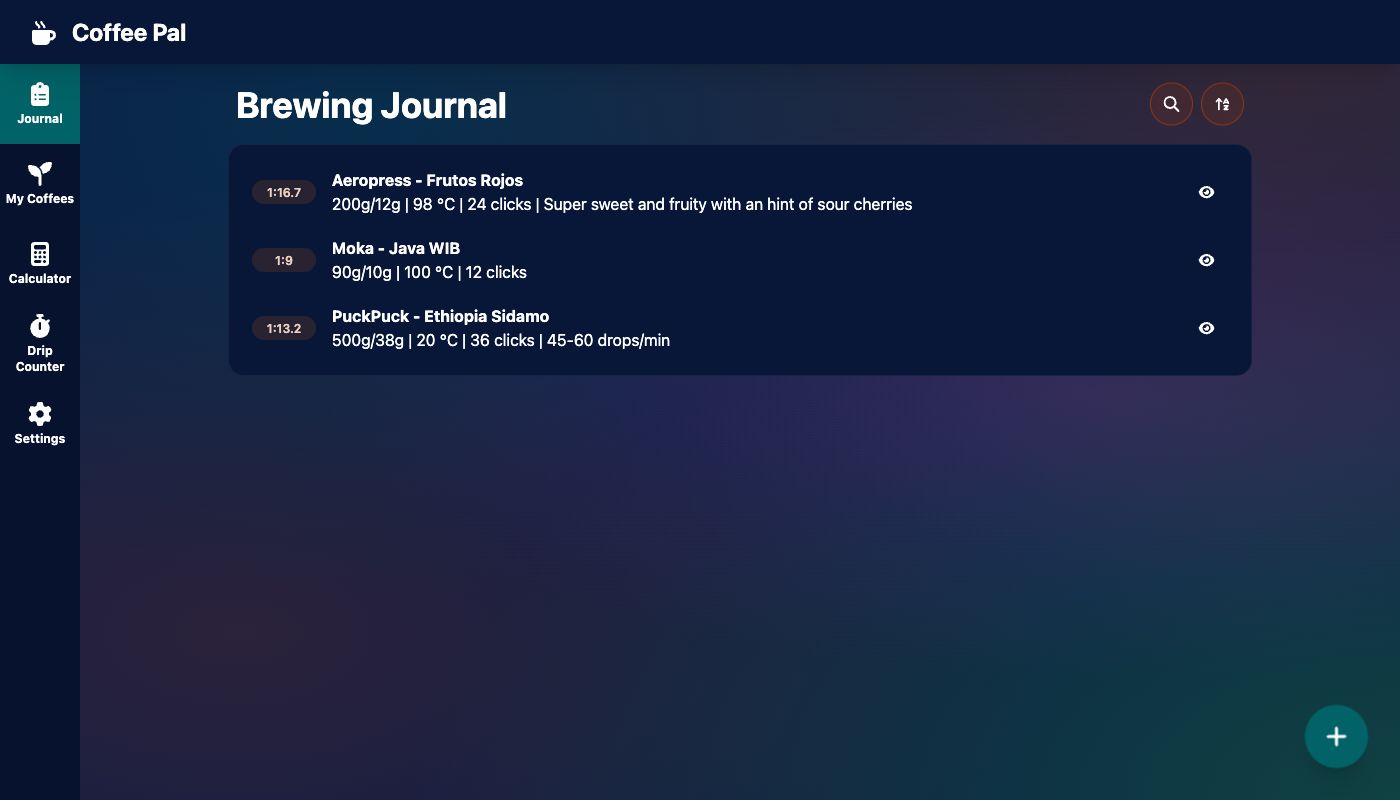 Coffee Pal
Journal
My Coffees
Calculator
Drip
Counter
Settings
Brewing Journal
1:16.7
Aeropress - Frutos Rojos
200g/12g | 98 °C | 24 clicks | Super sweet and fruity with an hint of sour cherries
1:9
Moka - Java WIB
90g/10g | 100 °C | 12 clicks
1:13.2
PuckPuck - Ethiopia Sidamo
500g/38g | 20 °C | 36 clicks | 45-60 drops/min